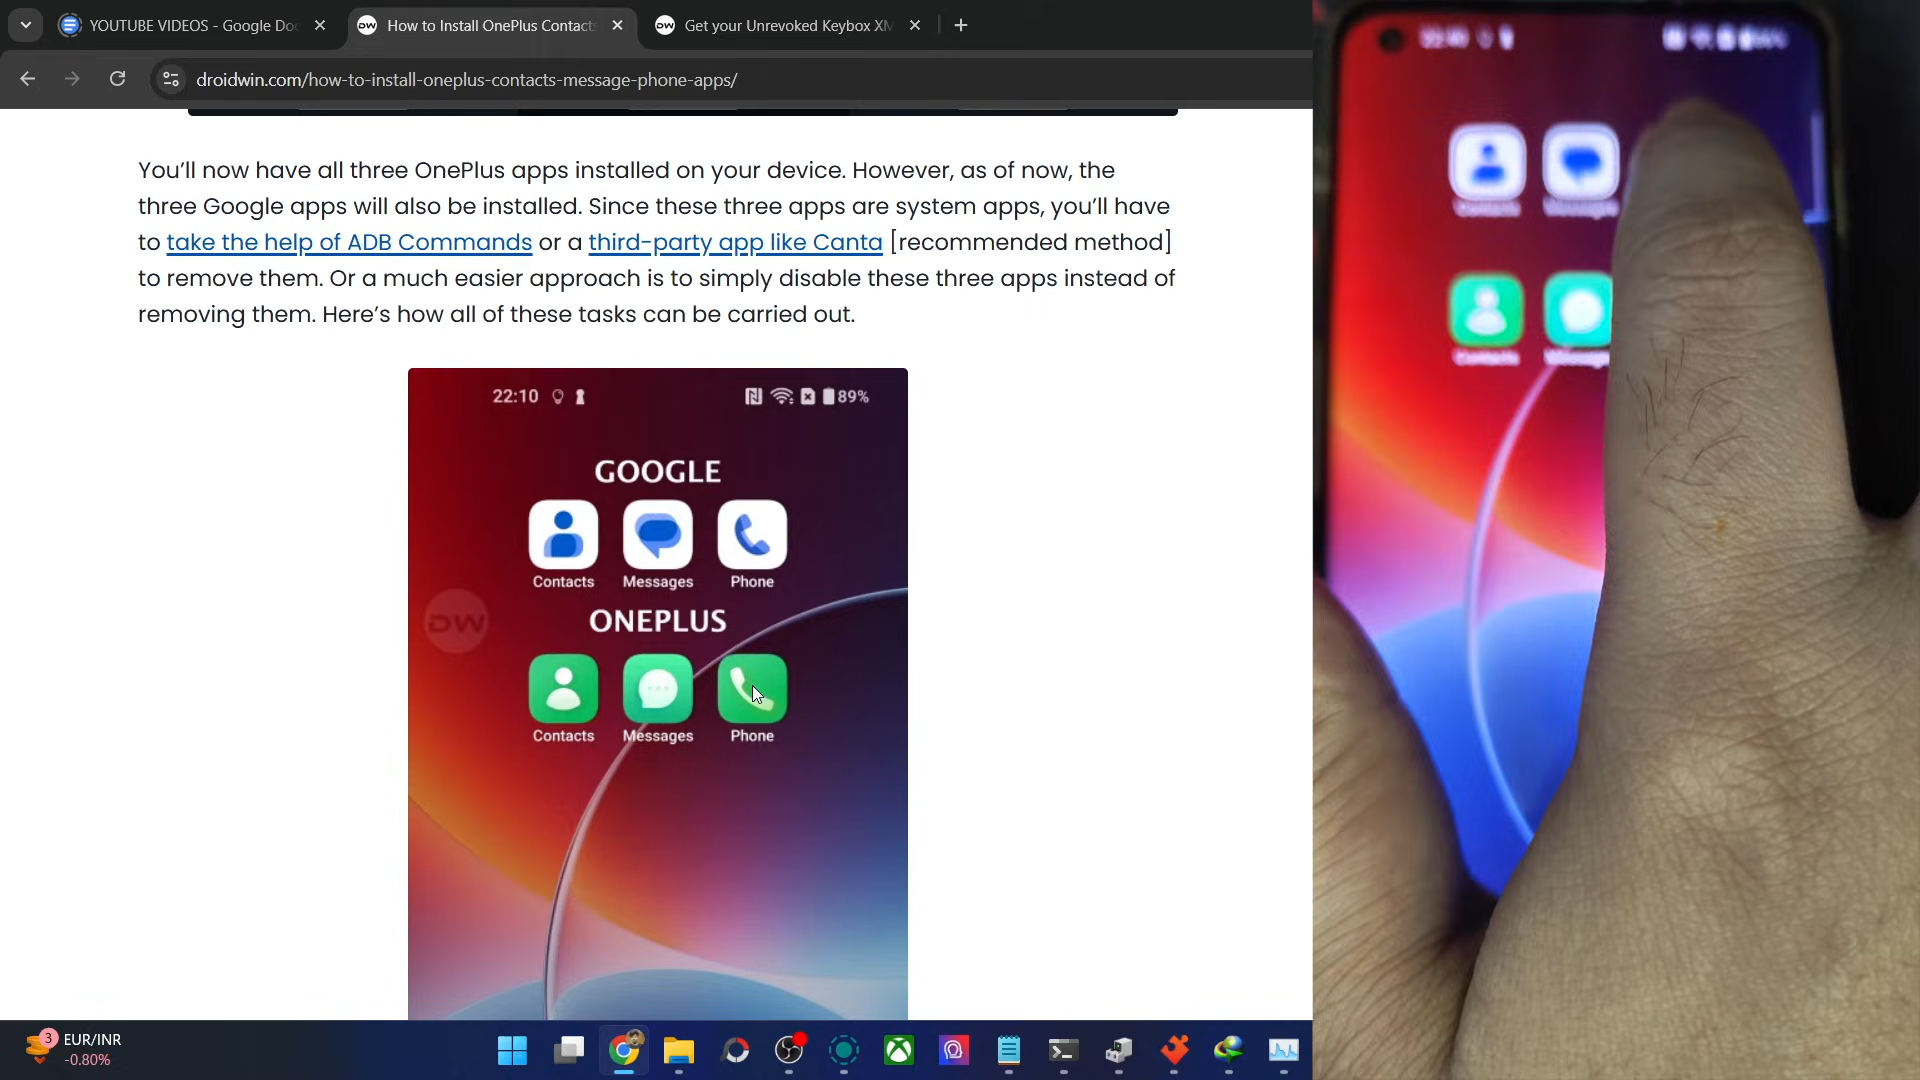 YOUTUBE VIDEOS - Google Do
How to Install OnePlus Contacts
Get your Unrevoked Keybox XM
droidwin.com/how-to-install-oneplus-contacts-message-phone-apps/
You'll now have all three OnePlus apps installed on your device. However, as of now, the
three Google apps will also be installed. Since these three apps are system apps, you'll have
to take the help of ADB Commands or a third-party app like Canta [recommended method]
to remove them. Or a much easier approach is to simply disable these three apps instead of
removing them. Here's how all of these tasks can be carried out.
22:10 89%
GOOGLE
Contacts Messages Phone
DW
ONEPLUS
Contacts Messages Phone
3 EUR/INR
-0.80%
Contacts Messages
Contacts